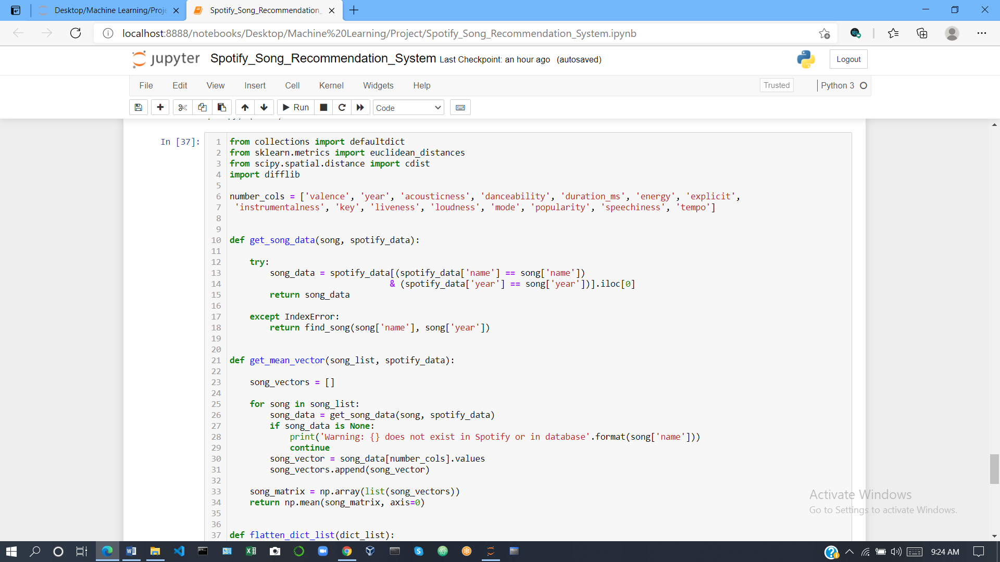 Desktop/Machine Learning/Proje
Spotify_Song_Recommendation_
localhost:8888/notebooks/Desktop/Machine%20Learning/Project/Spotify_Song_Recommendation_System.ipynb
jupyter Spotify_Song_Recommendation_System Last Checkpoint: an hour ago (autosaved)
Logout
File Edit View Insert Cell Kernel Widgets Help
Trusted Python 3
Run Code
In [37]:
1 from collections import defaultdict
2 from sklearn.metrics import euclidean_distances
3 from scipy.spatial.distance import cdist
4 import difflib
5
6 number_cols = ['valence', 'year', 'acousticness', 'danceability', 'duration_ms', 'energy', 'explicit',
7  'instrumentalness', 'key', 'liveness', 'loudness', 'mode', 'popularity', 'speechiness', 'tempo']
8
9
10 def get_song_data(song, spotify_data):
11
12     try:
13         song_data = spotify_data[(spotify_data['name'] == song['name'])
14                                 & (spotify_data['year'] == song['year'])].iloc[0]
15         return song_data
16
17     except IndexError:
18         return find_song(song['name'], song['year'])
19
20
21 def get_mean_vector(song_list, spotify_data):
22
23     song_vectors = []
24
25     for song in song_list:
26         song_data = get_song_data(song, spotify_data)
27         if song_data is None:
28             print('Warning: {} does not exist in Spotify or in database'.format(song['name']))
29             continue
30         song_vector = song_data[number_cols].values
31         song_vectors.append(song_vector)
32
33     song_matrix = np.array(list(song_vectors))
34     return np.mean(song_matrix, axis=0)
35
36
37 def flatten_dict_list(dict_list):
Activate Windows
Go to Settings to activate Windows.
9:24 AM